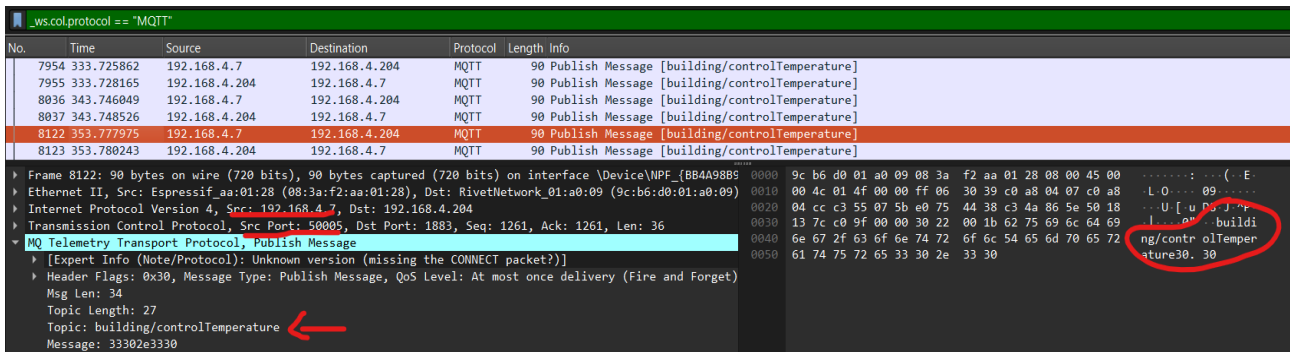 _ws.col.protocol == "MQTT"
No. Time Source Destination Protocol Length Info
7954 333.725862 192.168.4.7 192.168.4.204 MQTT 90 Publish Message [building/controlTemperature]
7955 333.728165 192.168.4.204 192.168.4.7 MQTT 90 Publish Message [building/controlTemperature]
8036 343.746049 192.168.4.7 192.168.4.204 MQTT 90 Publish Message [building/controlTemperature]
8037 343.748526 192.168.4.204 192.168.4.7 MQTT 90 Publish Message [building/controlTemperature]
8122 353.777975 192.168.4.7 192.168.4.204 MQTT 90 Publish Message [building/controlTemperature]
8123 353.780243 192.168.4.204 192.168.4.7 MQTT 90 Publish Message [building/controlTemperature]
Frame 8122: 90 bytes on wire (720 bits), 90 bytes captured (720 bits) on interface \Device\NPF_{BB4A98B9
Ethernet II, Src: Espressif_aa:01:28 (08:3a:f2:aa:01:28), Dst: RivetNetwork_01:a0:09 (9c:b6:d0:01:a0:09)
Internet Protocol Version 4, Src: 192.168.4.7, Dst: 192.168.4.204
Transmission Control Protocol, Src Port: 50005, Dst Port: 1883, Seq: 1261, Ack: 1261, Len: 36
MQ Telemetry Transport Protocol, Publish Message
[Expert Info (Note/Protocol): Unknown version (missing the CONNECT packet?)]
Header Flags: 0x30, Message Type: Publish Message, QoS Level: At most once delivery (Fire and Forget)
Msg Len: 34
Topic Length: 27
Topic: building/controlTemperature
Message: 33302e3330
0000 9c b6 d0 01 a0 09 08 3a f2 aa 01 28 08 00 45 00 ·······: ···(··E·
0010 00 4c 01 4f 00 00 ff 06 30 39 c0 a8 04 07 c0 a8 ·L·O···· 09······
0020 04 cc c3 55 07 5b e0 75 44 38 c3 4a 86 5e 50 18 ···U·[·u D8·J·^P·
0030 13 7c c0 9f 00 00 30 22 00 1b 62 75 69 6c 64 69 ·|····0" ··buildi
0040 6e 67 2f 63 6f 6e 74 72 6f 6c 54 65 6d 70 65 72 ng/contr olTemper
0050 61 74 75 72 65 33 30 2e 33 30 ature30. 30